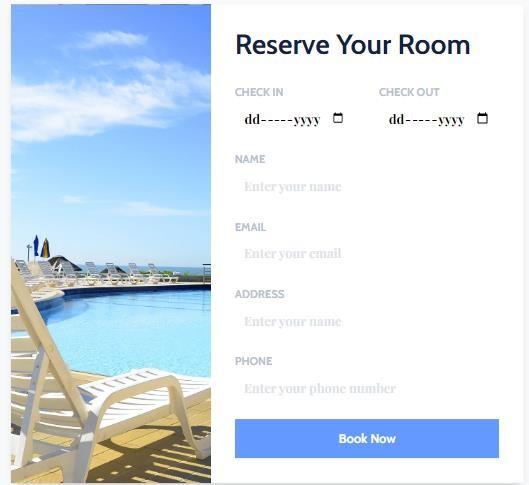 Reserve Your Room
CHECK IN CHECK OUT
dd-----yyyy dd-----yyyy
NAME
Enter your name
EMAIL
Enter your email
ADDRESS
Enter your name
PHONE
Enter your phone number
Book Now